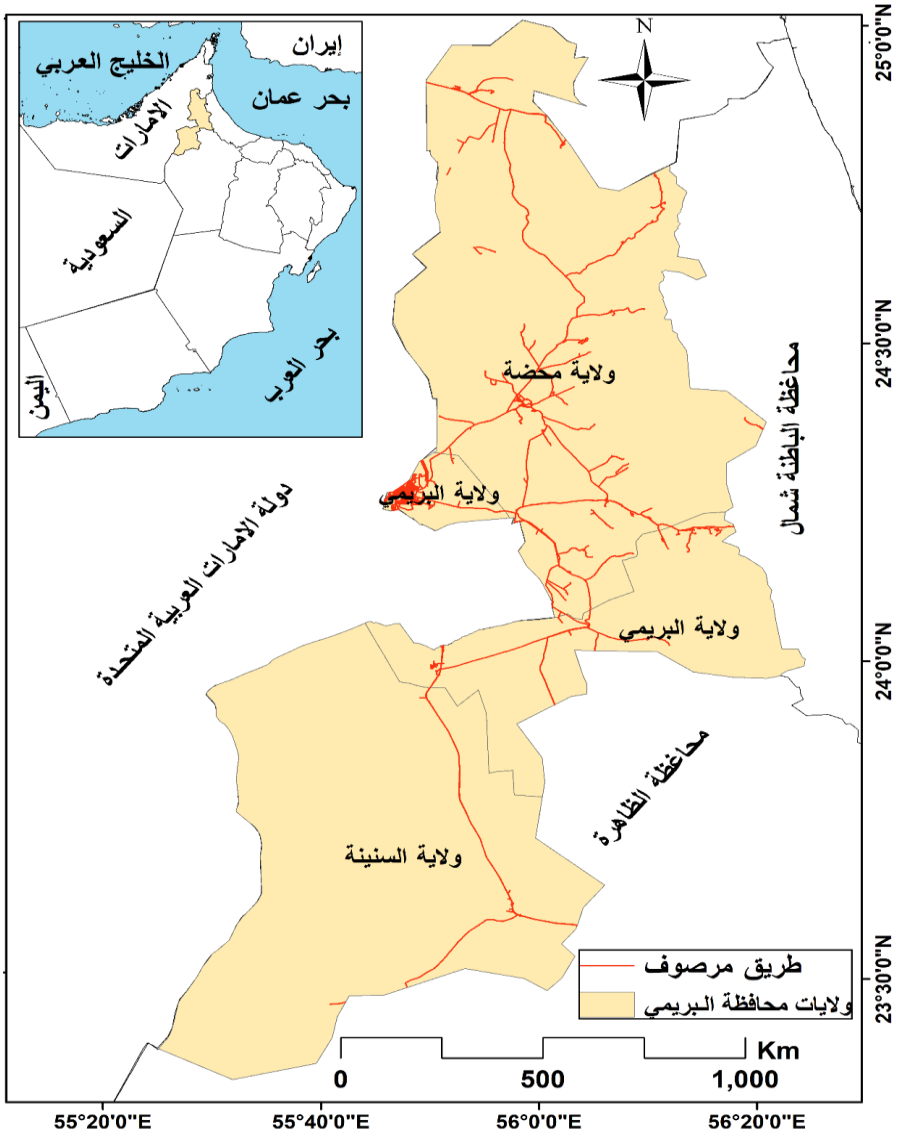 إيران
الخليج العربي
بحر عمان
الامارات
السعودية
اليمن
بحر العرب
N
25°0'0"N
24°30'0"N
24°0'0"N
23°30'0"N
ولاية محضة
محافظة الباطنة شمال
ولاية البريمي
دولة الامارات العربية المتحدة
ولاية البريمي
محافظة الظاهرة
ولاية السنينة
طريق مرصوف
ولايات محافظة البريمي
Km
0 500 1,000
55°20'0"E 55°40'0"E 56°0'0"E 56°20'0"E